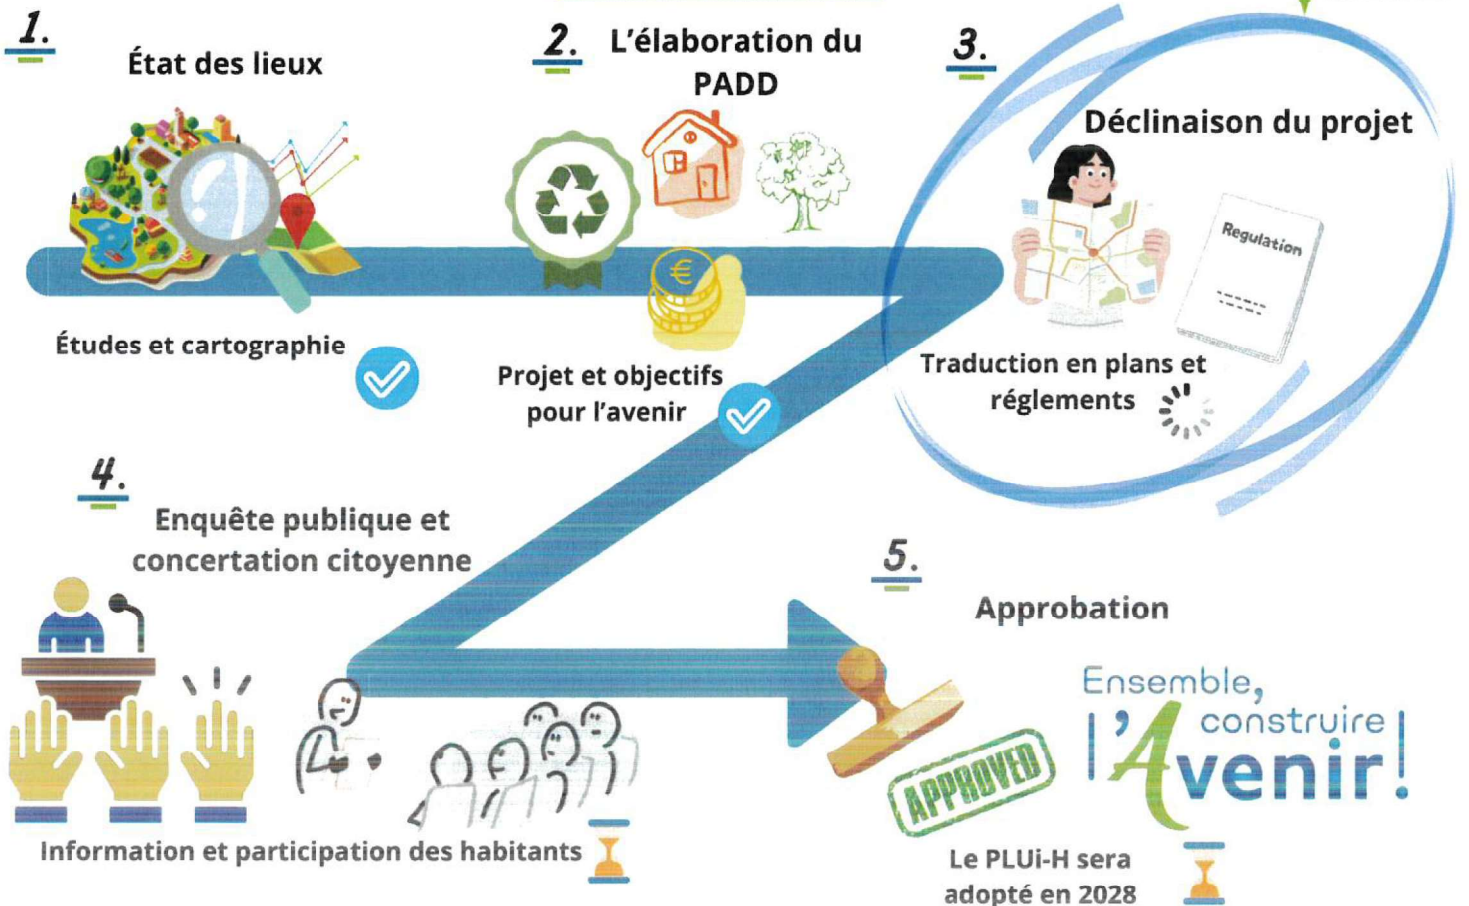 1.
État des lieux
Études et cartographie
2.
L'élaboration du
PADD
€
Projet et objectifs
pour l'avenir
3.
Déclinaison du projet
Regulation
Traduction en plans et
réglements
4.
Enquête publique et
concertation citoyenne
Information et participation des habitants
5.
Approbation
APPROVED
Ensemble,
construire
l'Avenir!
Le PLUi-H sera
adopté en 2028